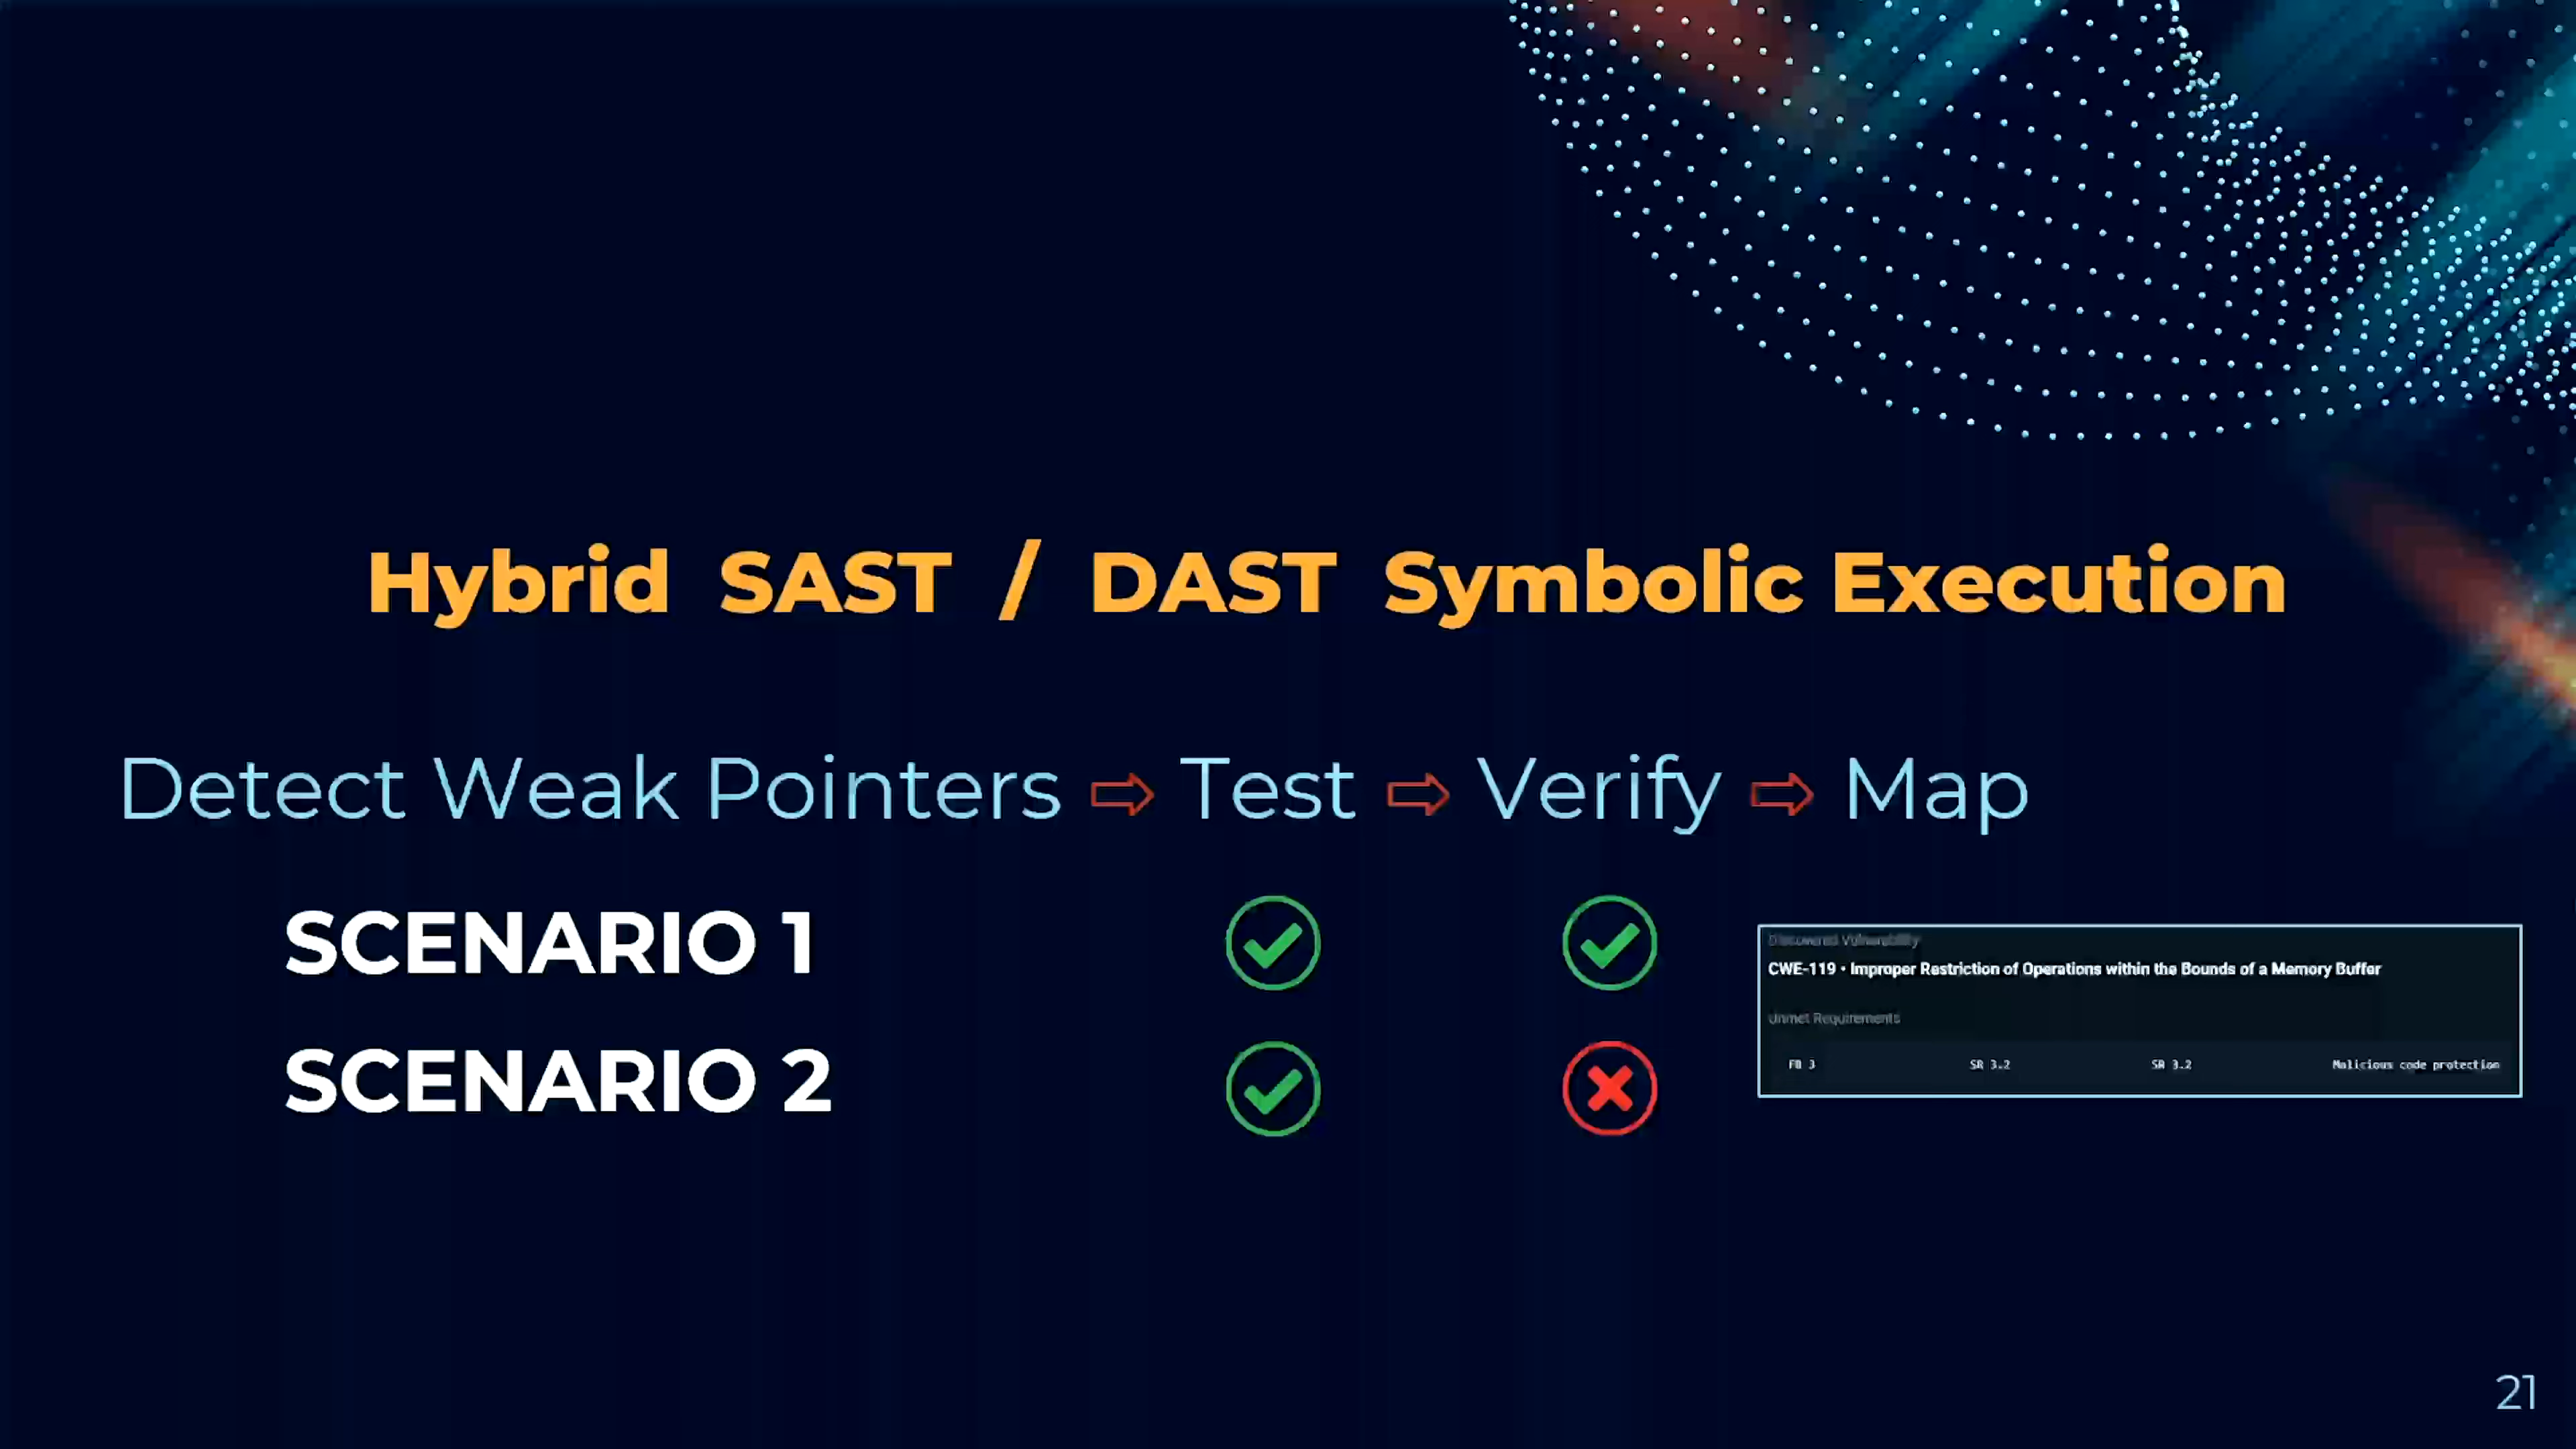 Hybrid SAST / DAST Symbolic Execution
Detect Weak Pointers ⇨ Test ⇨ Verify ⇨ Map
SCENARIO 1
SCENARIO 2
Discovered Vulnerability
CWE-119 • Improper Restriction of Operations within the Bounds of a Memory Buffer
Unmet Requirements
SR 3.2 SR 3.2 Malicious code protection
21